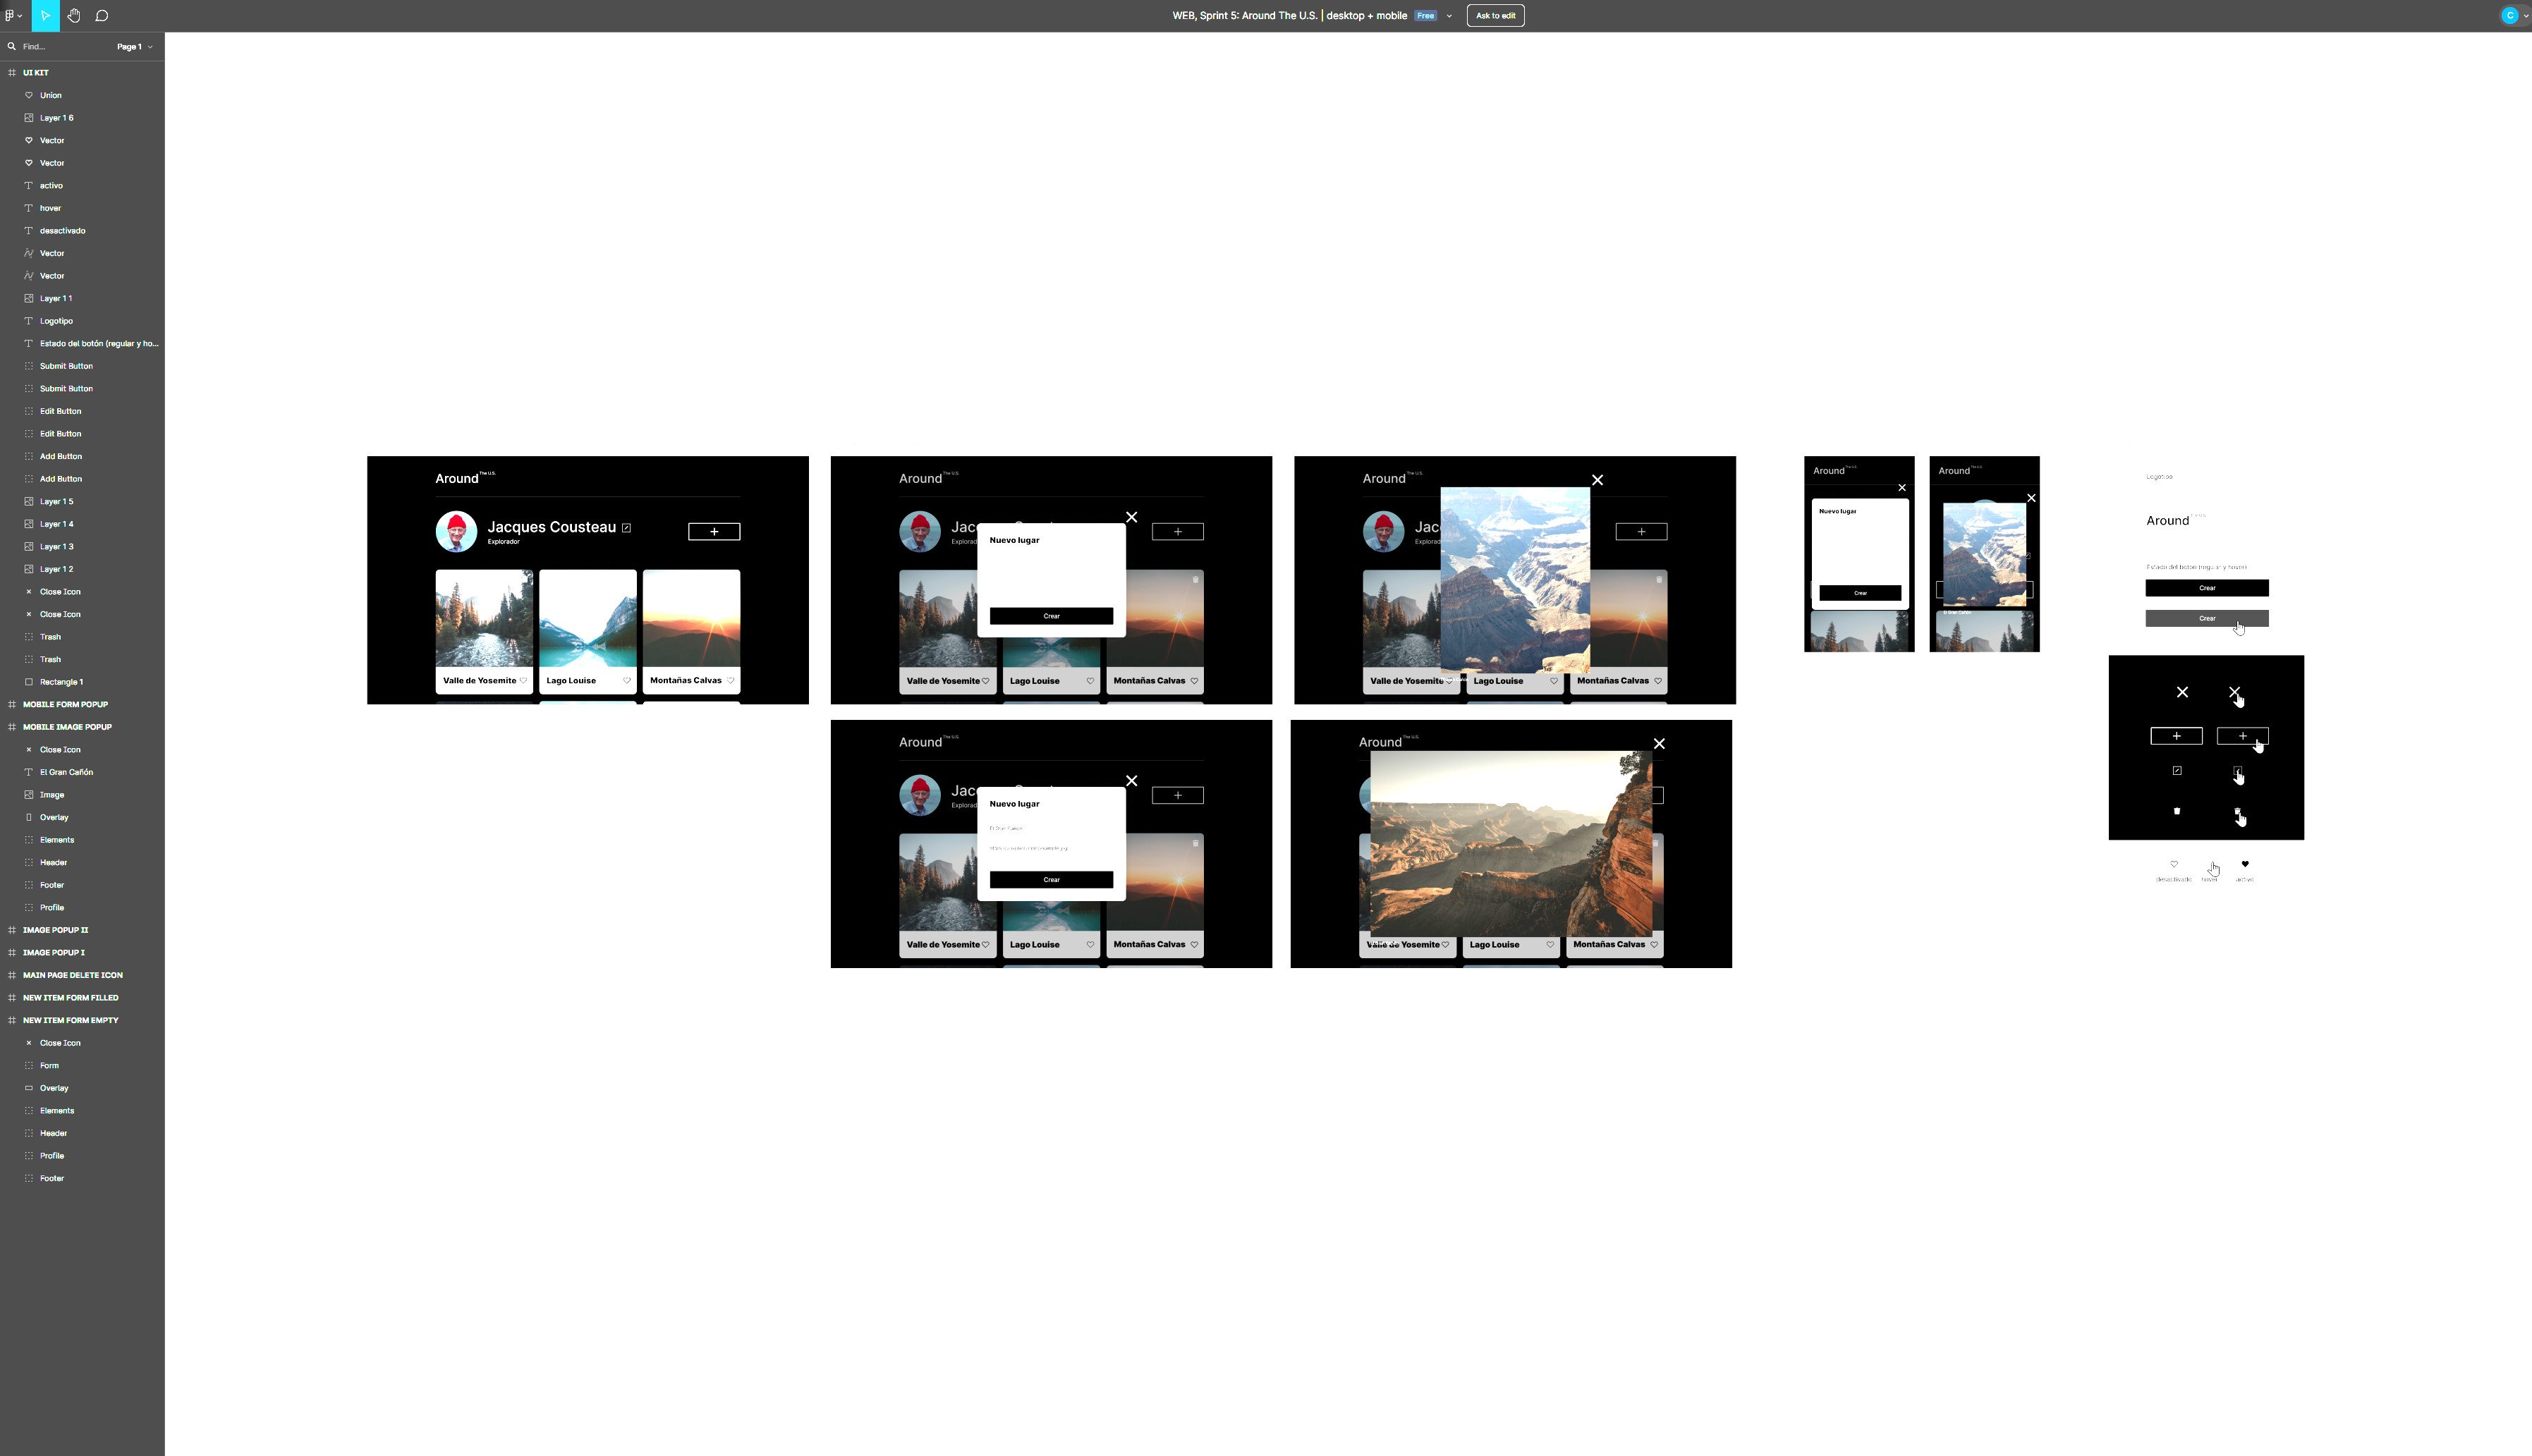 WEB, Sprint 5: Around The U.S. | desktop + mobile Free Ask to edit
C
Find... Page 1
UI KIT
Union
Layer 1 6
Vector
Vector
activo
hover
desactivado
Vector
Vector
Layer 1 1
Logotipo
Estado del botón (regular y ho...
Submit Button
Submit Button
Edit Button
Edit Button
Add Button
Add Button
Layer 1 5
Layer 1 4
Layer 1 3
Layer 1 2
Close Icon
Close Icon
Trash
Trash
Rectangle 1
MOBILE FORM POPUP
MOBILE IMAGE POPUP
Close Icon
El Gran Cañón
Image
Overlay
Elements
Header
Footer
Profile
IMAGE POPUP II
IMAGE POPUP I
MAIN PAGE DELETE ICON
NEW ITEM FORM FILLED
NEW ITEM FORM EMPTY
Close Icon
Form
Overlay
Elements
Header
Profile
Footer
Around The U.S.
Jacques Cousteau
Explorador
Valle de Yosemite
Lago Louise
Montañas Calvas
Around The U.S.
Jac
Explorad
Nuevo lugar
Crear
Valle de Yosemite
Lago Louise
Montañas Calvas
Around The U.S.
Jac
Explorad
Valle de Yosemite
Lago Louise
Montañas Calvas
Around The U.S.
Jac
Explorad
Nuevo lugar
Crear
Valle de Yosemite
Lago Louise
Montañas Calvas
Around The U.S.
Yosemite
Lago Louise
Montañas Calvas
Around
Nuevo lugar
Crear
Around
El Gran Cañón
Logotipo
Around
Estado del botón (regular y hover)
Crear
Crear
desactivado hover activo